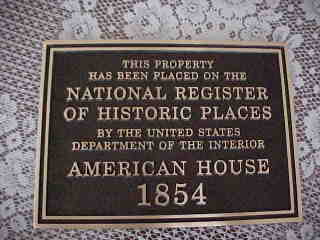 THIS PROPERTY
HAS BEEN PLACED ON THE
NATIONAL REGISTER
OF HISTORIC PLACES
BY THE UNITED STATES
DEPARTMENT OF THE INTERIOR
AMERICAN HOUSE
1854